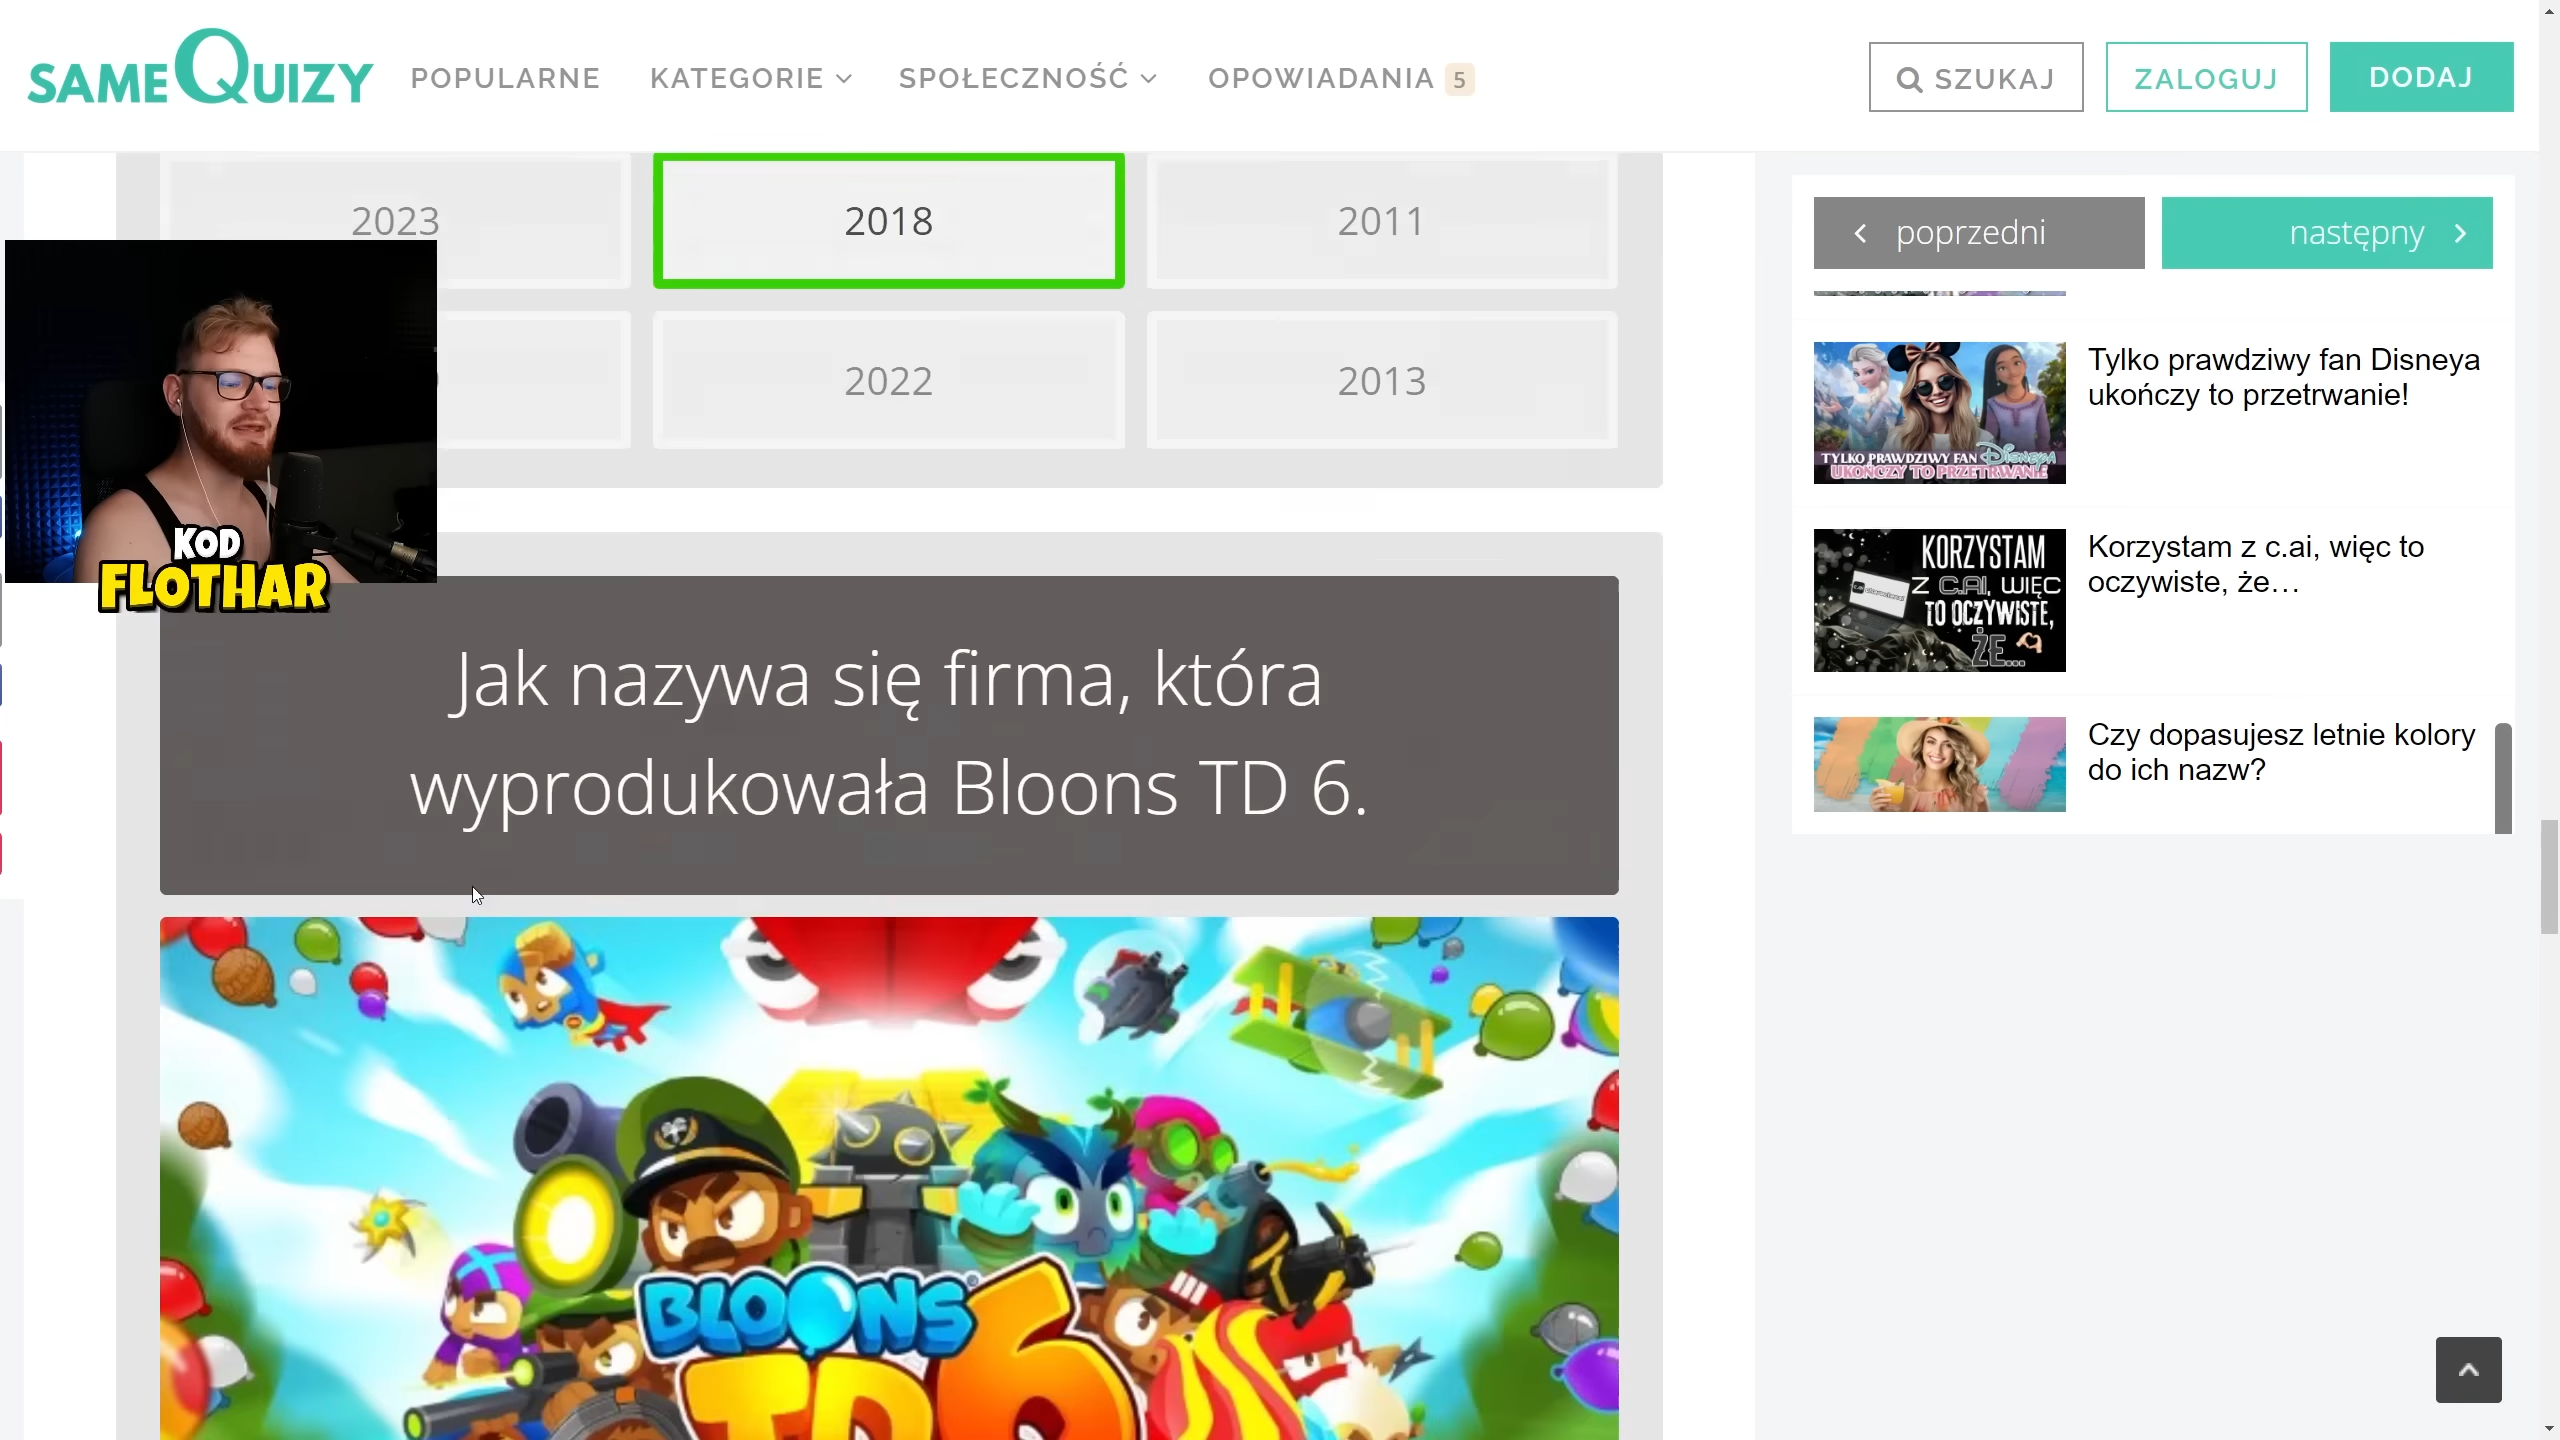 SAMEQUIZY
POPULARNE
KATEGORIE
SPOŁECZNOŚĆ
OPOWIADANIA 5
SZUKAJ
ZALOGUJ
DODAJ
2023
2018
2011
2022
2013
KOD
FLOTHAR
Jak nazywa się firma, która
wyprodukowała Bloons TD 6.
BLOONS
TD 6
poprzedni
następny
TYLKO PRAWDZIWY FAN Disneya
UKOŃCZY TO PRZETRWANIE
Tylko prawdziwy fan Disneya
ukończy to przetrwanie!
KORZYSTAM
Z C.AI, WIĘC
TO OCZYWISTE,
ŻE...
Korzystam z c.ai, więc to
oczywiste, że…
Czy dopasujesz letnie kolory
do ich nazw?